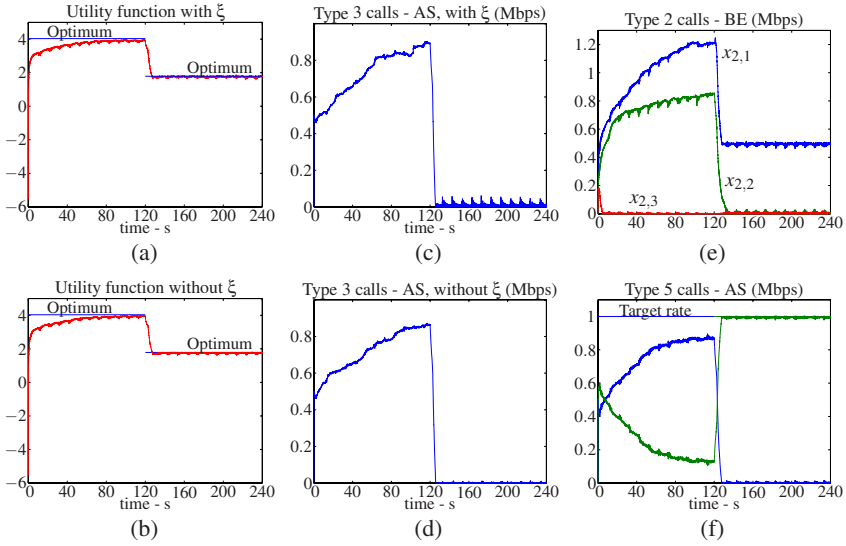 Utility function with ξ
Optimum
Optimum
4
2
0
−2
−4
−6
0 40 80 120 160 200 240
time - s
(a)
Type 3 calls - AS, with ξ (Mbps)
0.8
0.6
0.4
0.2
0
0 40 80 120 160 200 240
time - s
(c)
Type 2 calls - BE (Mbps)
x2,1
x2,2
x2,3
1.2
1
0.8
0.6
0.4
0.2
0
0 40 80 120 160 200 240
time - s
(e)
Utility function without ξ
Optimum
Optimum
4
2
0
−2
−4
−6
0 40 80 120 160 200 240
time - s
(b)
Type 3 calls - AS, without ξ (Mbps)
1
0.8
0.6
0.4
0.2
0
0 40 80 120 160 200 240
time - s
(d)
Type 5 calls - AS (Mbps)
Target rate
1
0.8
0.6
0.4
0.2
0
0 40 80 120 160 200 240
time - s
(f)